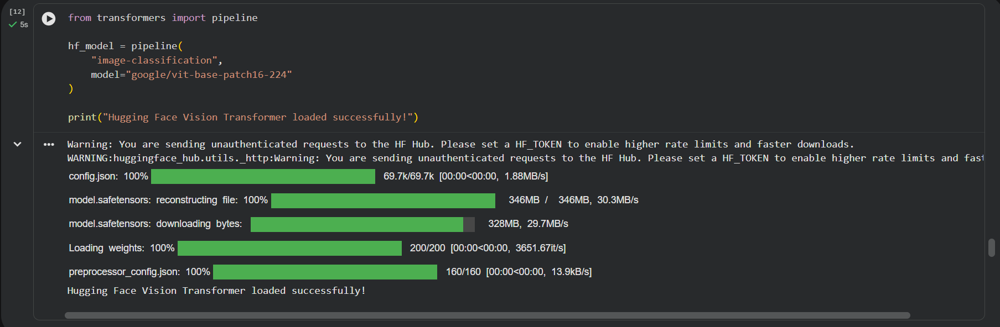 [12]
5s
from transformers import pipeline
hf_model = pipeline(
    "image-classification",
    model="google/vit-base-patch16-224"
)
print("Hugging Face Vision Transformer loaded successfully!")
Warning: You are sending unauthenticated requests to the HF Hub. Please set a HF_TOKEN to enable higher rate limits and faster downloads.
WARNING:huggingface_hub.utils._http:Warning: You are sending unauthenticated requests to the HF Hub. Please set a HF_TOKEN to enable higher rate limits and
config.json: 100% 69.7k/69.7k [00:00<00:00, 1.88MB/s]
model.safetensors: reconstructing file: 100% 346MB / 346MB, 30.3MB/s
model.safetensors: downloading bytes: 328MB, 29.7MB/s
Loading weights: 100% 200/200 [00:00<00:00, 3651.67it/s]
preprocessor_config.json: 100% 160/160 [00:00<00:00, 13.9kB/s]
Hugging Face Vision Transformer loaded successfully!